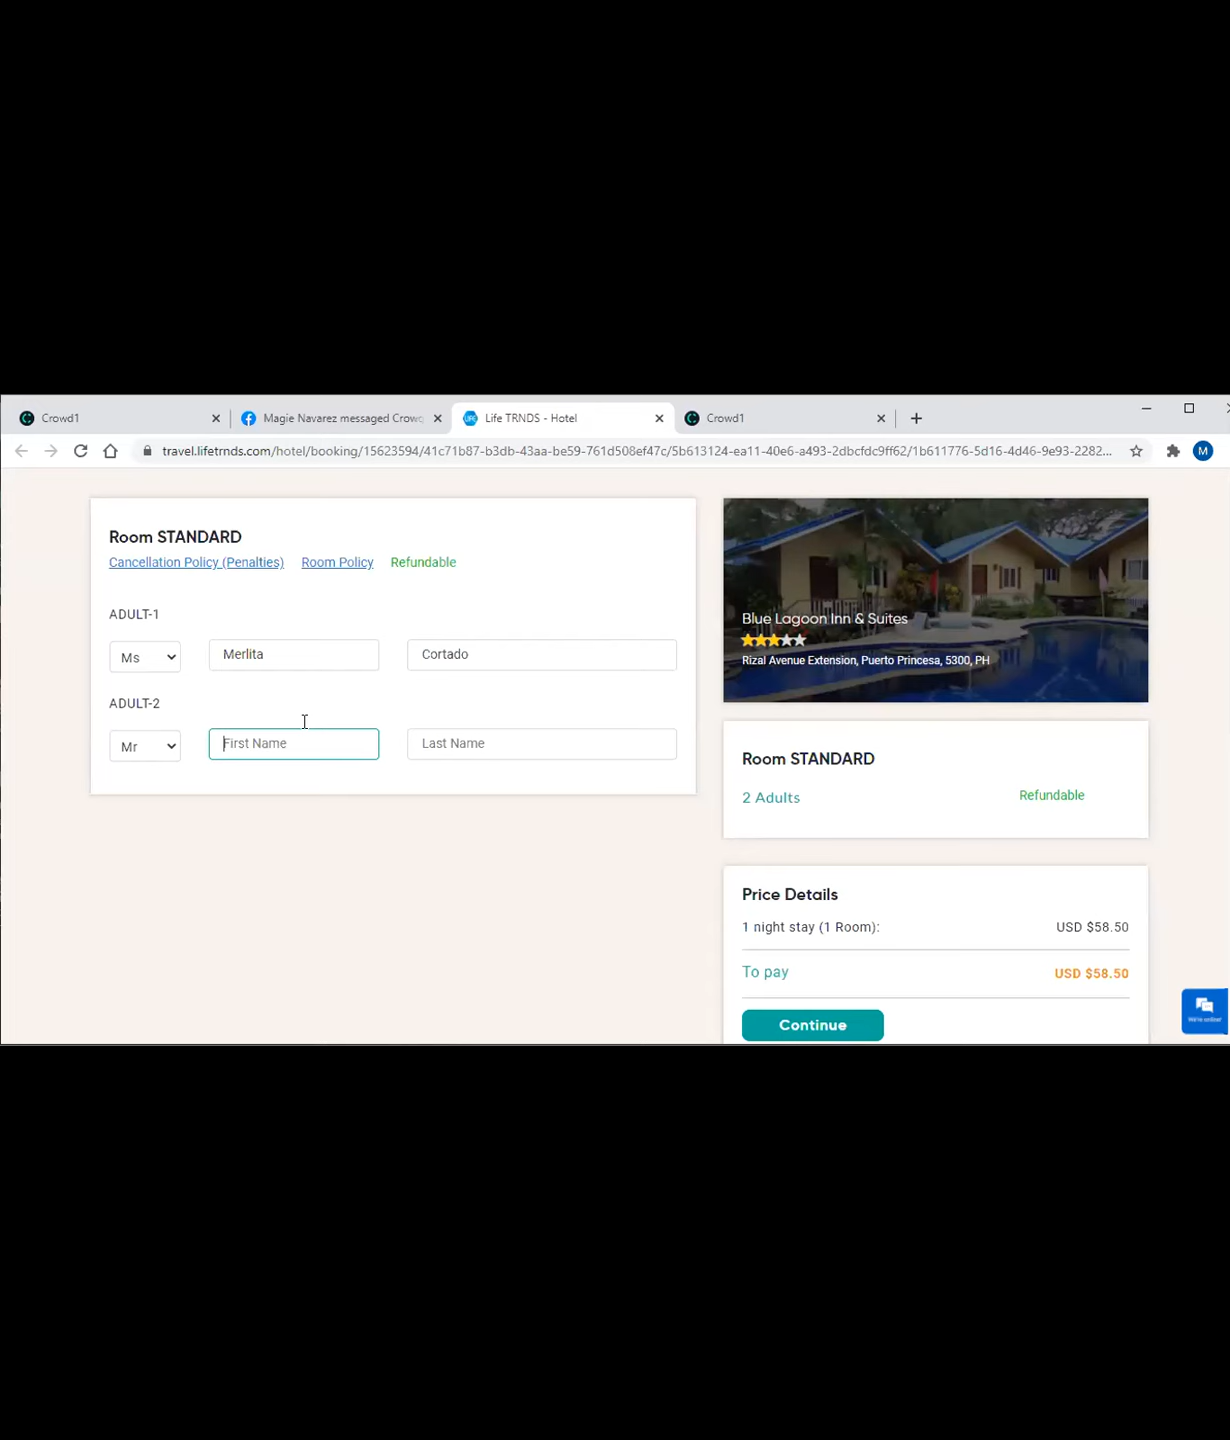 Crowd1
Magie Navarez messaged Crow
Life TRNDS - Hotel
Crowd1
travel.lifetrnds.com/hotel/booking/15623594/41c71b87-b3db-43aa-be59-761d508ef47c/5b613124-ea11-40e6-a493-2dbcfdc9ff62/1b611776-5d16-4d46-9e93-2282...
M
Room STANDARD
Cancellation Policy (Penalties) Room Policy Refundable
ADULT-1
Ms Merlita Cortado
ADULT-2
Mr First Name Last Name
Blue Lagoon Inn & Suites
Rizal Avenue Extension, Puerto Princesa, 5300, PH
Room STANDARD
2 Adults Refundable
Price Details
1 night stay (1 Room): USD $58.50
To pay USD $58.50
Continue
We're online!